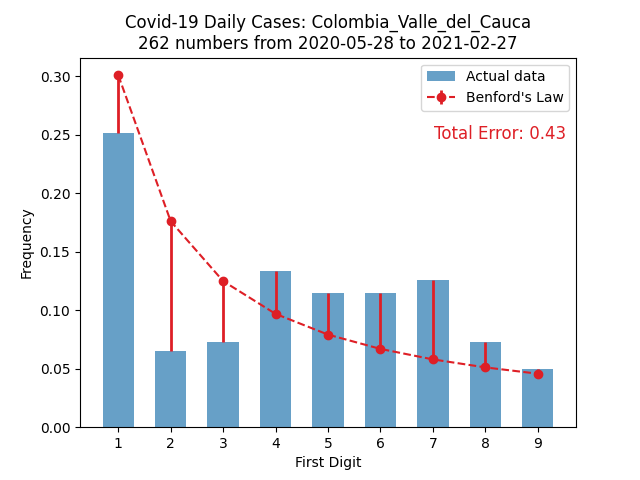 Covid-19 Daily Cases: Colombia_Valle_del_Cauca
262 numbers from 2020-05-28 to 2021-02-27
Actual data
Benford's Law
Total Error: 0.43
Frequency
0.30
0.25
0.20
0.15
0.10
0.05
0.00
1 2 3 4 5 6 7 8 9
First Digit